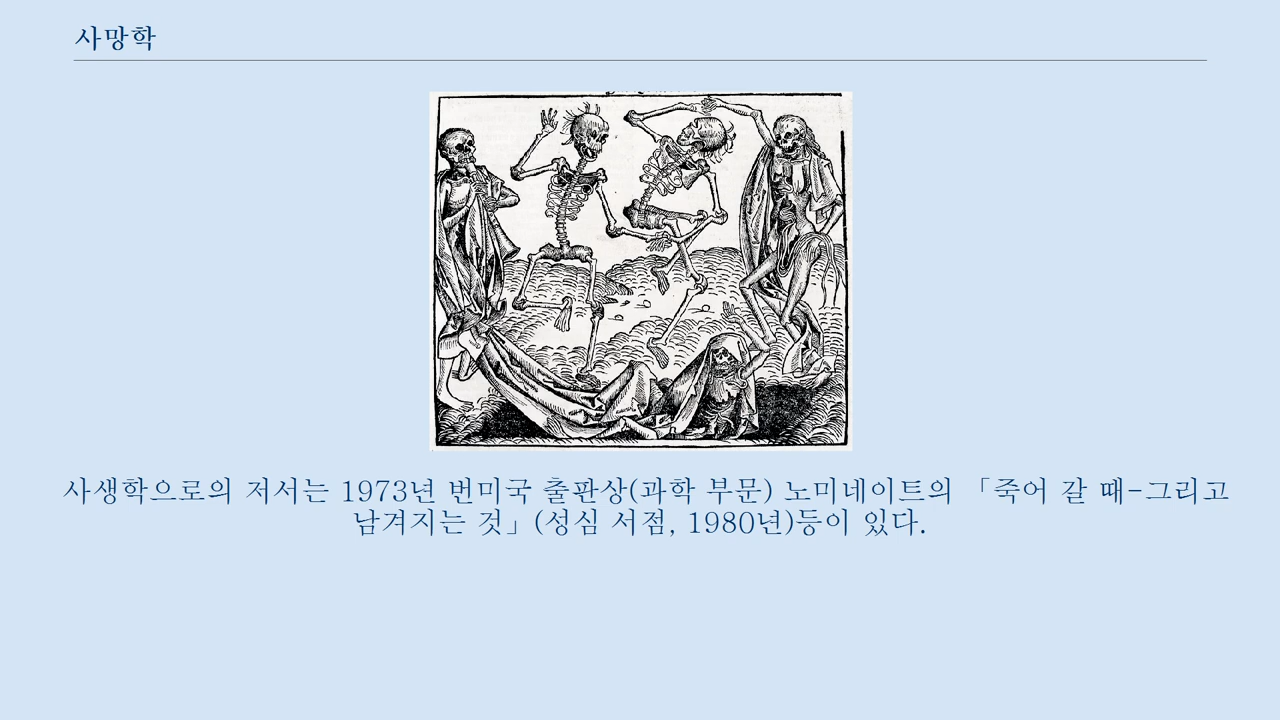 사망학
사생학으로의 저서는 1973년 번미국 출판상(과학 부문) 노미네이트의 「죽어 갈 때-그리고
남겨지는 것」(성심 서점, 1980년)등이 있다.